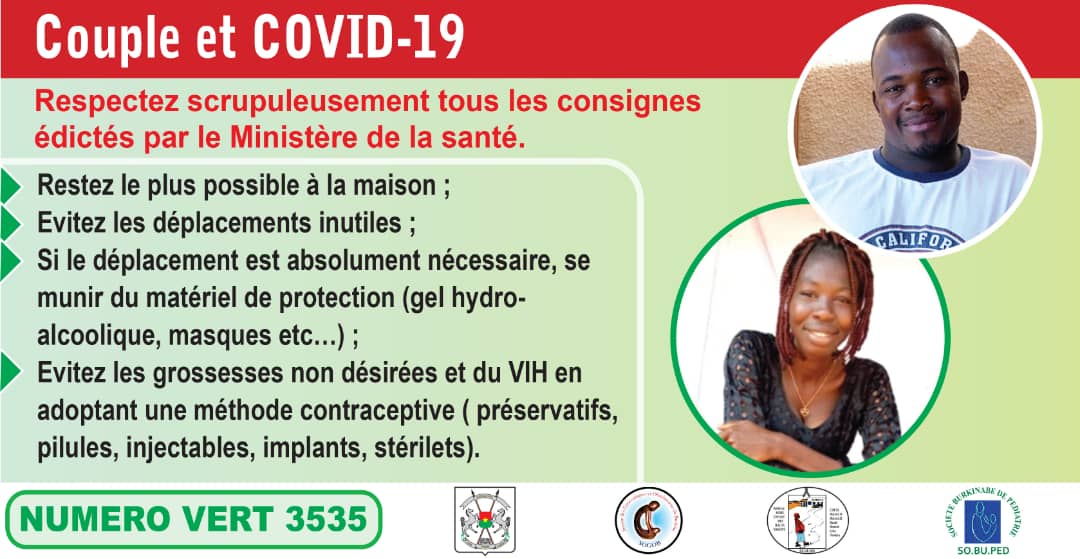 Couple et COVID-19
Respectez scrupuleusement tous les consignes
édictés par le Ministère de la santé.
Restez le plus possible à la maison ;
Evitez les déplacements inutiles ;
Si le déplacement est absolument nécessaire, se
munir du matériel de protection (gel hydro-
alcoolique, masques etc…) ;
Evitez les grossesses non désirées et du VIH en
adoptant une méthode contraceptive ( préservatifs,
pilules, injectables, implants, stérilets).
CALIFOR
NUMERO VERT 3535
SOGOB
SOCIETE BURKINABE DE PEDIATRIE
SO.BU.PED